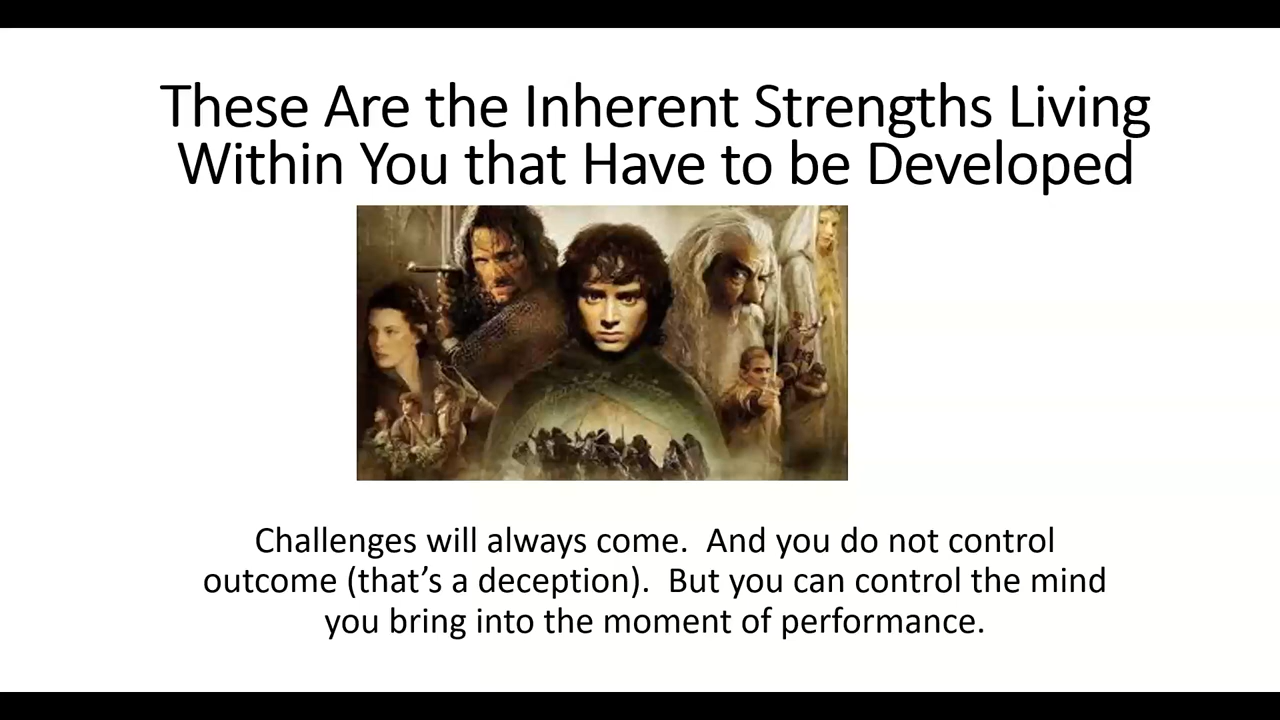 These Are the Inherent Strengths Living
Within You that Have to be Developed
Challenges will always come.  And you do not control
outcome (that’s a deception).  But you can control the mind
you bring into the moment of performance.